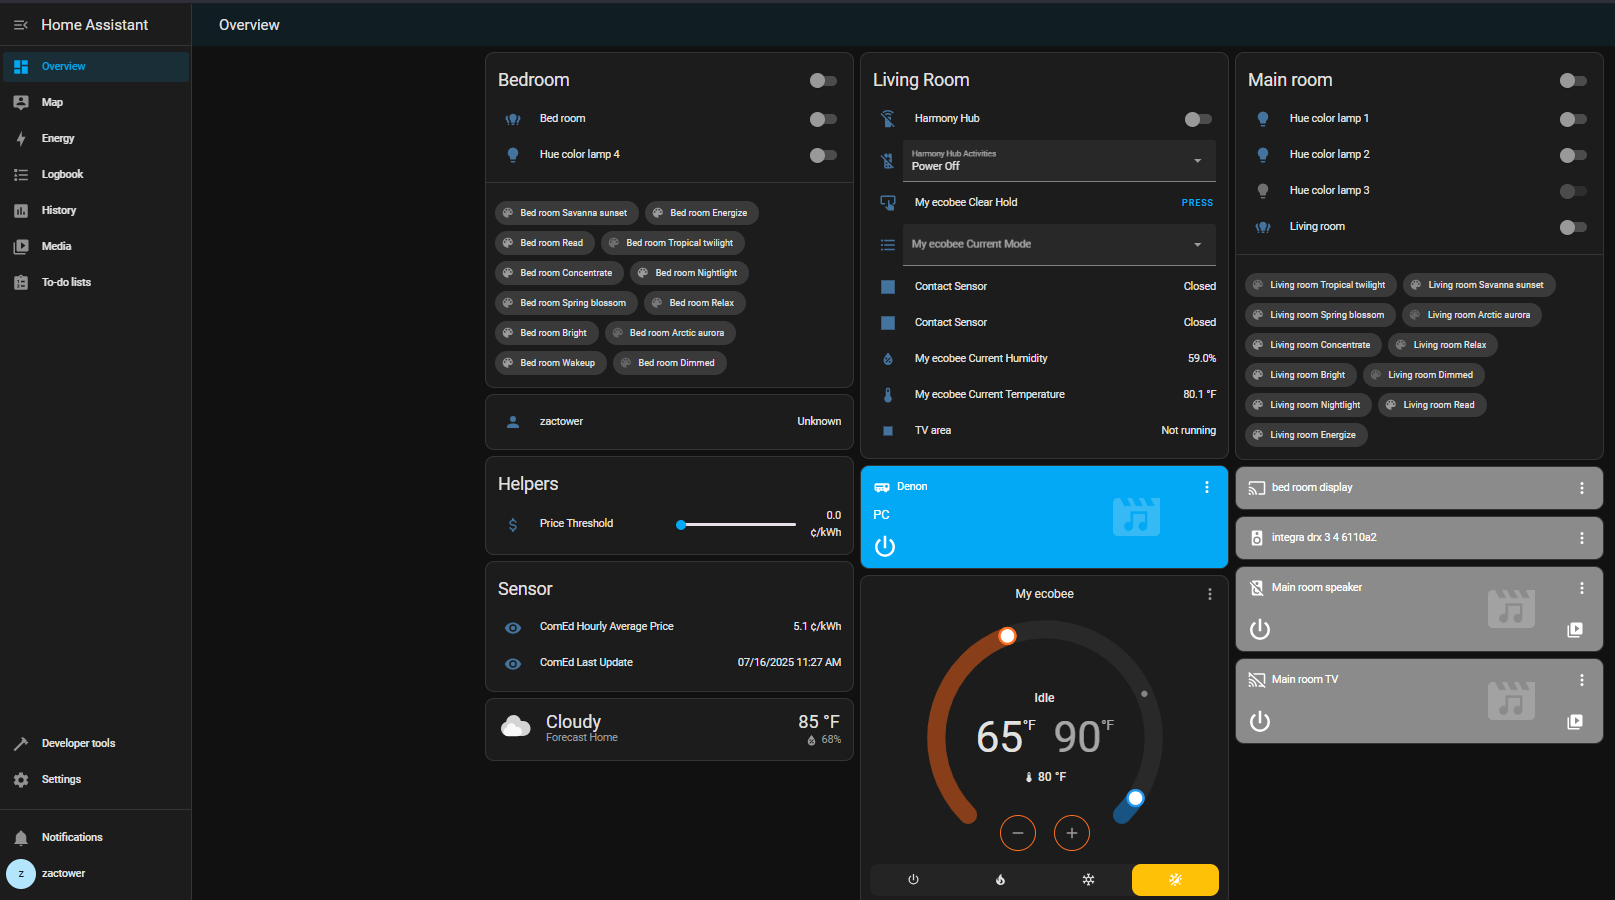 Home Assistant
Overview
Map
Energy
Logbook
History
Media
To-do lists
Developer tools
Settings
Notifications
z zactower
Overview
Bedroom
Bed room
Hue color lamp 4
Bed room Savanna sunset Bed room Energize
Bed room Read Bed room Tropical twilight
Bed room Concentrate Bed room Nightlight
Bed room Spring blossom Bed room Relax
Bed room Bright Bed room Arctic aurora
Bed room Wakeup Bed room Dimmed
zactower Unknown
Helpers
Price Threshold 0.0
¢/kWh
Sensor
ComEd Hourly Average Price 5.1 ¢/kWh
ComEd Last Update 07/16/2025 11:27 AM
Cloudy 85 °F
Forecast Home 68%
Living Room
Harmony Hub
Harmony Hub Activities
Power Off
My ecobee Clear Hold PRESS
My ecobee Current Mode
Contact Sensor Closed
Contact Sensor Closed
My ecobee Current Humidity 59.0%
My ecobee Current Temperature 80.1 °F
TV area Not running
Denon
PC
My ecobee
Idle
65 °F 90 °F
80 °F
Main room
Hue color lamp 1
Hue color lamp 2
Hue color lamp 3
Living room
Living room Tropical twilight Living room Savanna sunset
Living room Spring blossom Living room Arctic aurora
Living room Concentrate Living room Relax
Living room Bright Living room Dimmed
Living room Nightlight Living room Read
Living room Energize
bed room display
integra drx 3 4 6110a2
Main room speaker
Main room TV